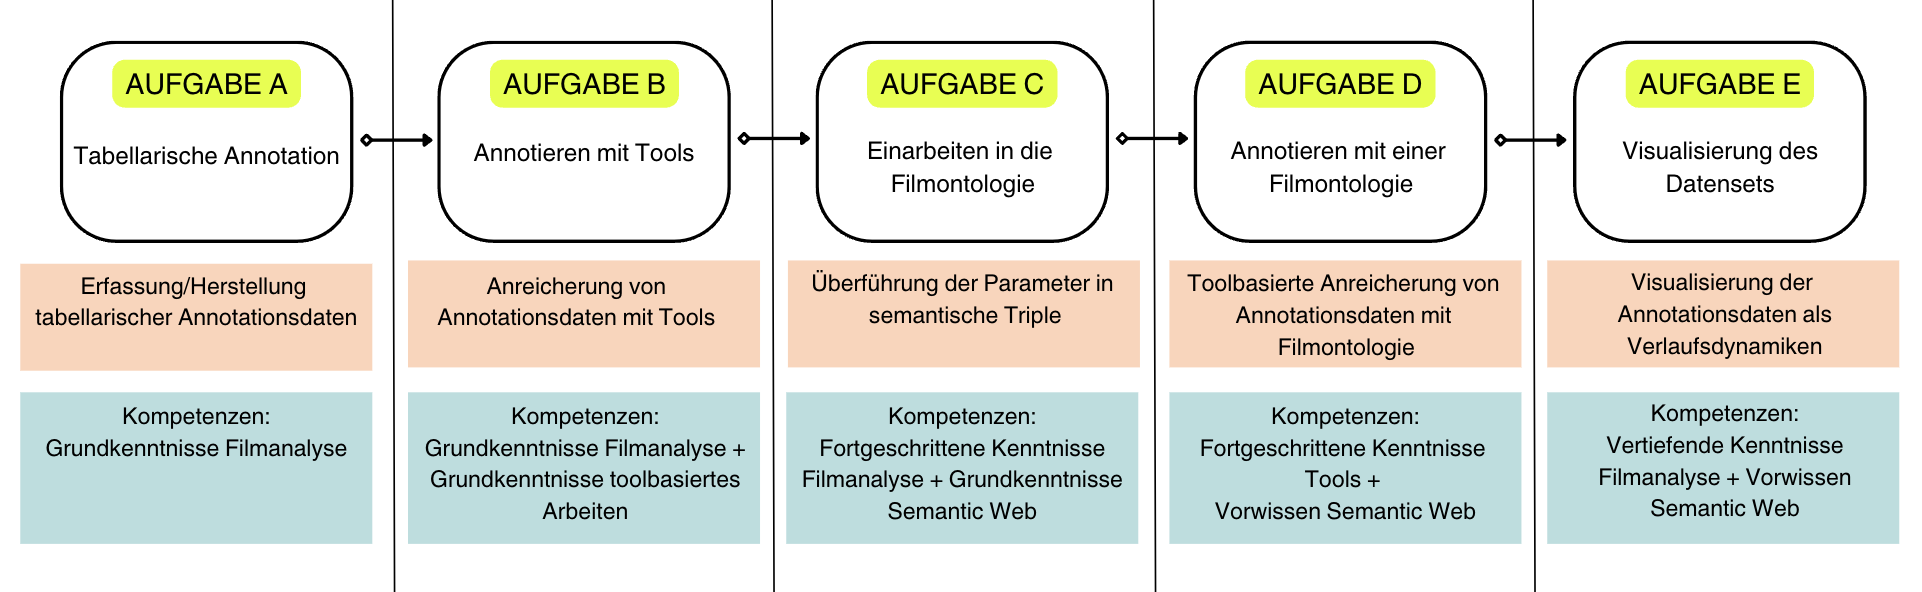 AUFGABE A
Tabellarische Annotation
Erfassung/Herstellung
tabellarischer Annotationsdaten
Kompetenzen:
Grundkenntnisse Filmanalyse
AUFGABE B
Annotieren mit Tools
Anreicherung von
Annotationsdaten mit Tools
Kompetenzen:
Grundkenntnisse Filmanalyse +
Grundkenntnisse toolbasiertes
Arbeiten
AUFGABE C
Einarbeiten in die
Filmontologie
Überführung der Parameter in
semantische Triple
Kompetenzen:
Fortgeschrittene Kenntnisse
Filmanalyse + Grundkenntnisse
Semantic Web
AUFGABE D
Annotieren mit einer
Filmontologie
Toolbasierte Anreicherung von
Annotationsdaten mit
Filmontologie
Kompetenzen:
Fortgeschrittene Kenntnisse
Tools +
Vorwissen Semantic Web
AUFGABE E
Visualisierung des
Datensets
Visualisierung der
Annotationsdaten als
Verlaufsdynamiken
Kompetenzen:
Vertiefende Kenntnisse
Filmanalyse + Vorwissen
Semantic Web